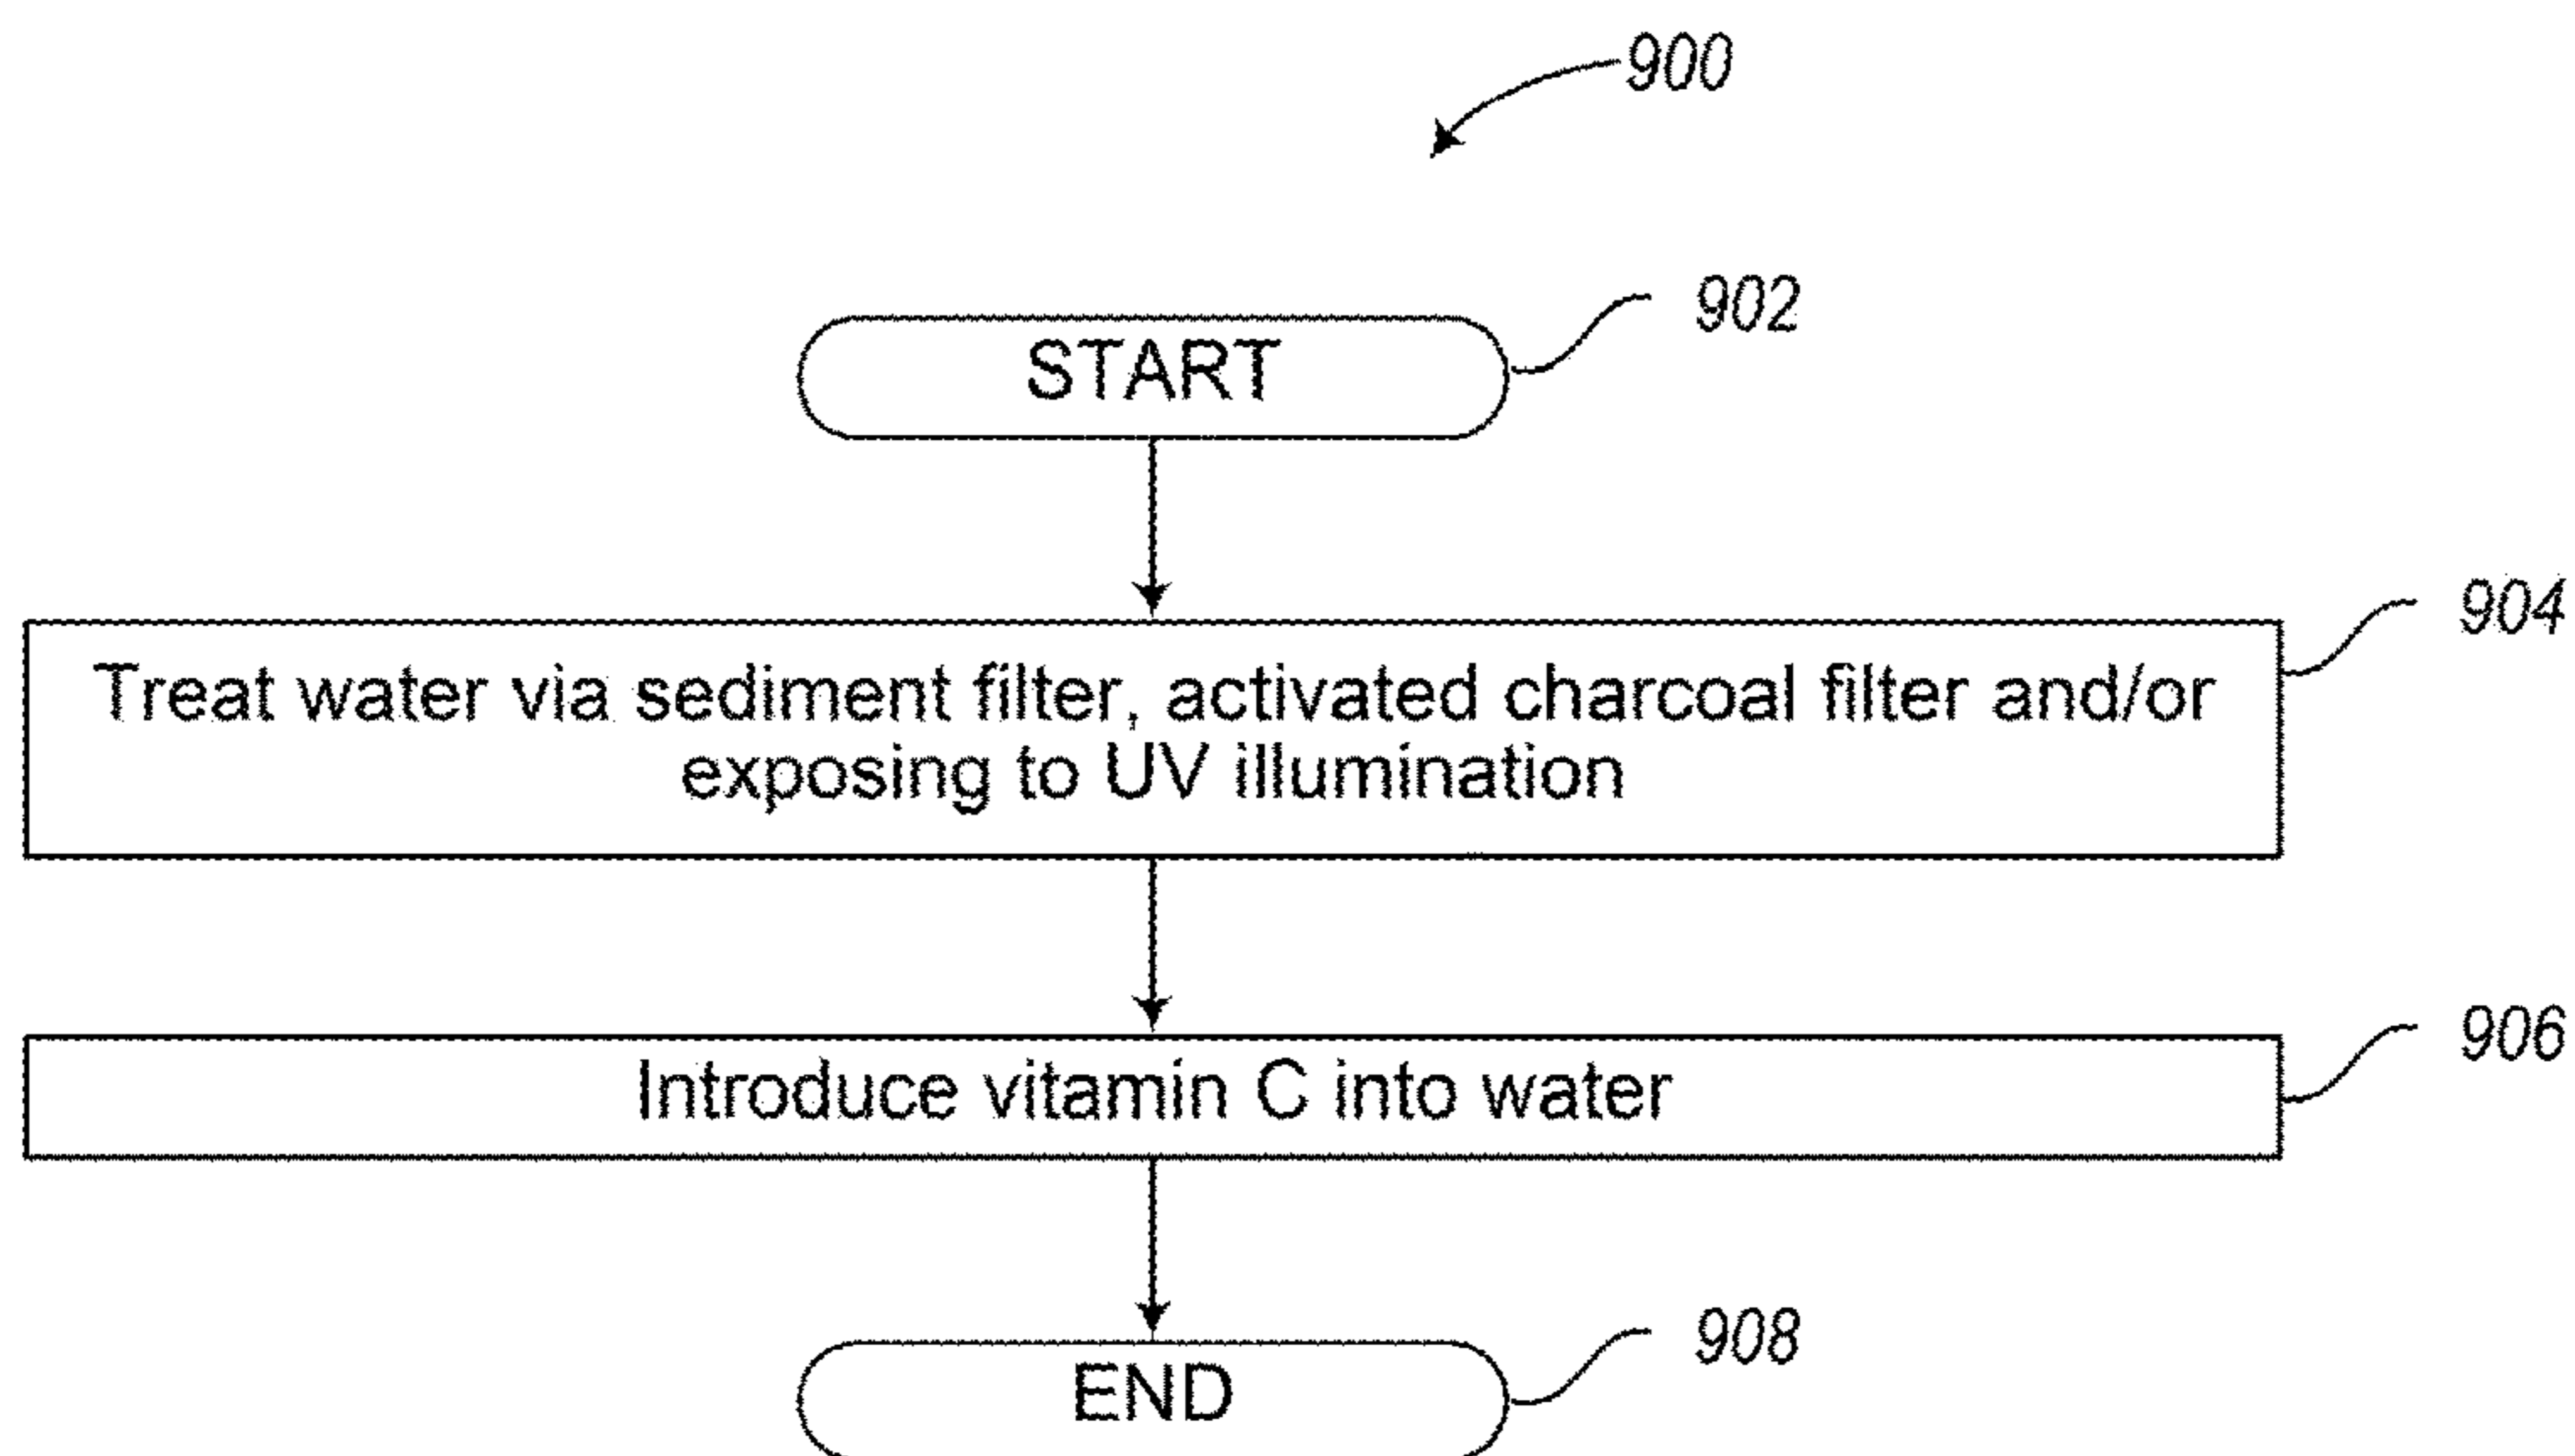 900
START
902
Treat water via sediment filter, activated charcoal filter and/or
exposing to UV illumination
904
Introduce vitamin C into water
906
END
908